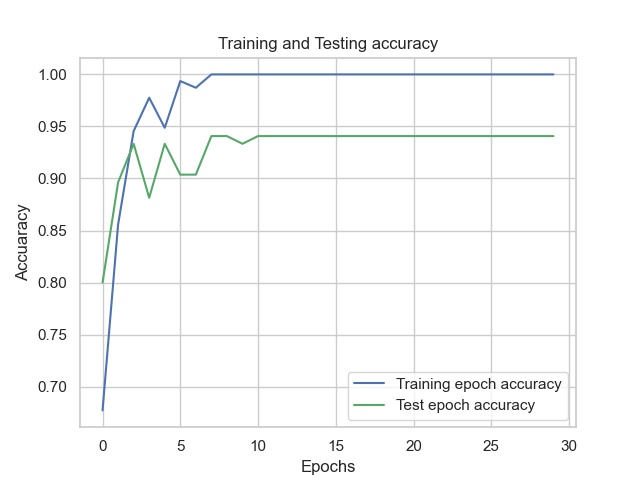 Training and Testing accuracy
1.00
0.95
0.90
0.85
0.80
0.75
0.70
Accuaracy
Training epoch accuracy
Test epoch accuracy
0 5 10 15 20 25 30
Epochs